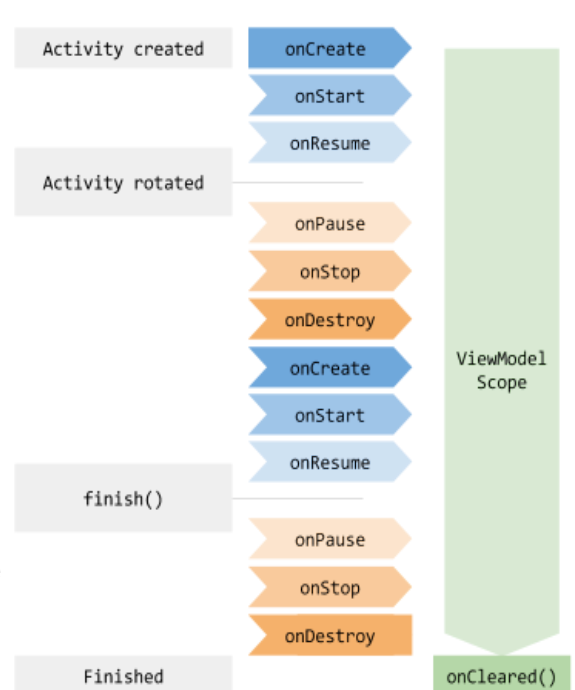 Activity created
onCreate
onStart
onResume
Activity rotated
onPause
onStop
onDestroy
onCreate
ViewModel
Scope
onStart
onResume
finish()
onPause
onStop
onDestroy
Finished
onCleared()